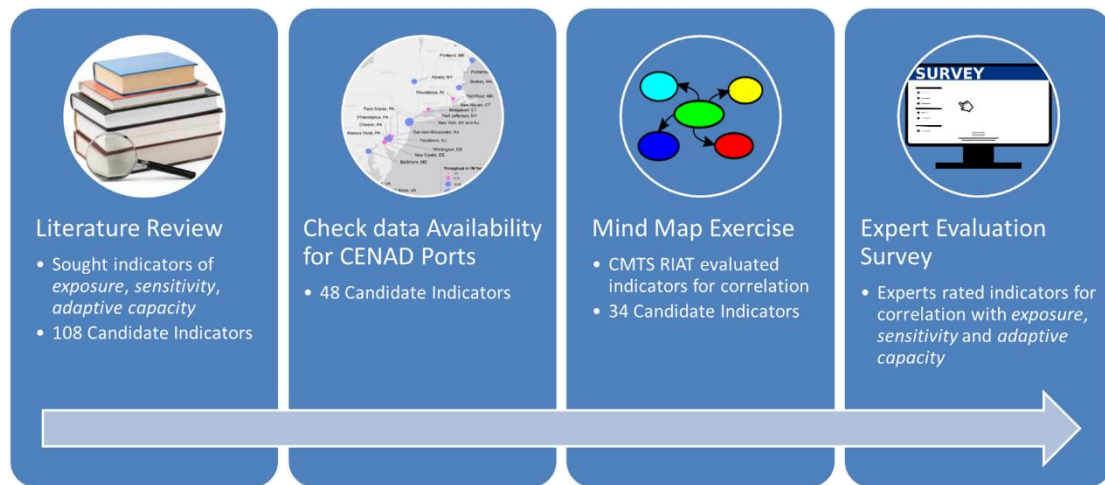 Literature Review
• Sought indicators of
exposure, sensitivity,
adaptive capacity
• 108 Candidate Indicators
Portland, ME
Albany, NY
Boston, MA
Providence, RI
Fall River, MA
New Haven, CT
Bridgeport, CT
Port Jefferson, NY
New York, NY and NJ
Penn Manor, PA
Philadelphia, PA
Chester, PA
Marcus Hook, PA
Camden-Gloucester, NJ
Paulsboro, NJ
Wilmington, DE
New Castle, DE
Baltimore, MD
Check data Availability
for CENAD Ports
• 48 Candidate Indicators
Mind Map Exercise
• CMTS RIAT evaluated
indicators for correlation
• 34 Candidate Indicators
SURVEY
Expert Evaluation
Survey
• Experts rated indicators for
correlation with exposure,
sensitivity and adaptive
capacity